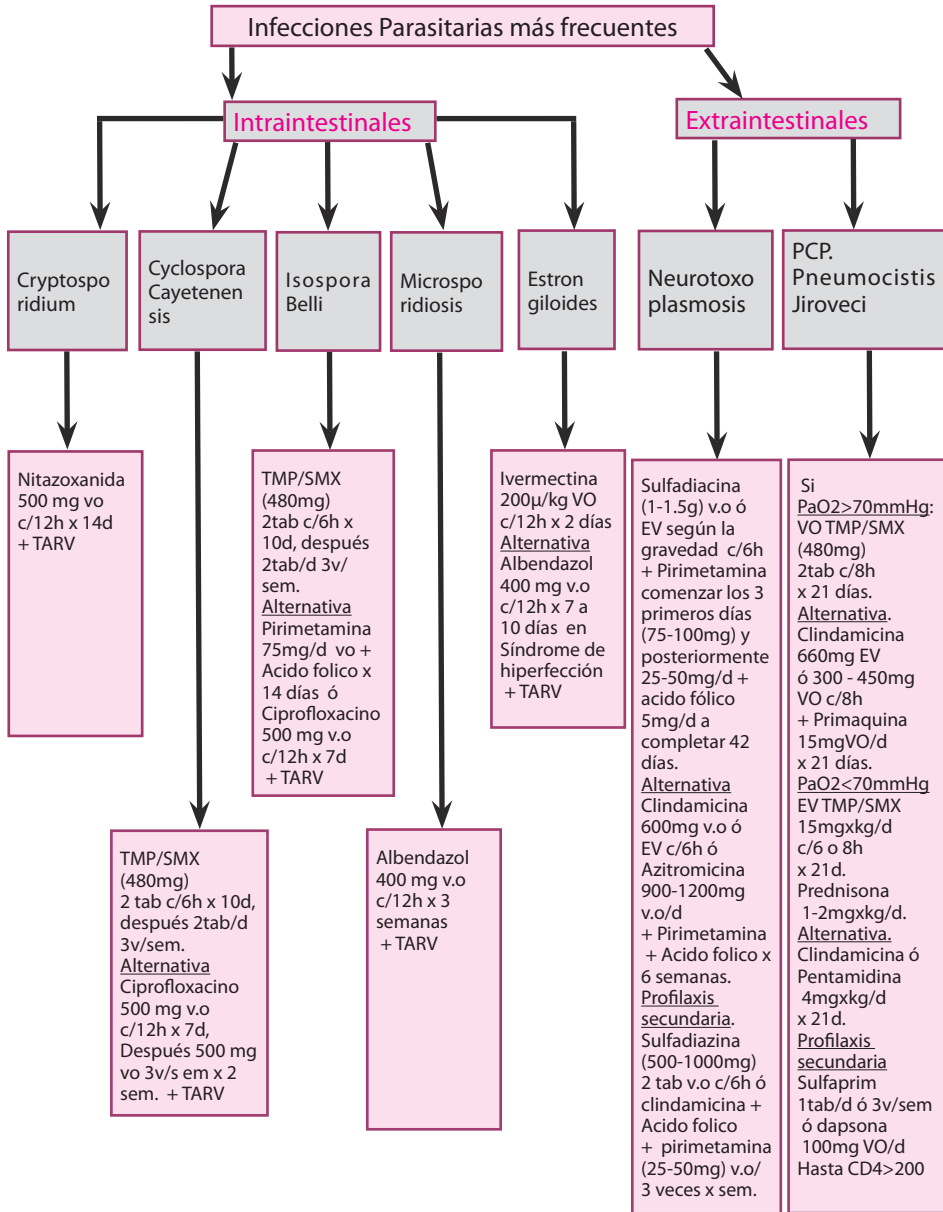 Infecciones Parasitarias más frecuentes
Intraintestinales
Extraintestinales
Cryptospo
ridium
Cyclospora
Cayetenen
sis
Isospora
Belli
Microspo
ridiosis
Estron
giloides
Neurotoxo
plasmosis
PCP.
Pneumocistis
Jiroveci
Nitazoxanida
500 mg vo
c/12h x 14d
+ TARV
TMP/SMX
(480mg)
2 tab c/6h x 10d,
después 2tab/d
3v/sem.
Alternativa
Ciprofloxacino
500 mg v.o
c/12h x 7d,
Después 500 mg
vo 3v/s em x 2
sem. + TARV
TMP/SMX
(480mg)
2tab c/6h x
10d, después
2tab/d 3v/
sem.
Alternativa
Pirimetamina
75mg/d vo +
Acido folico x
14 días ó
Ciprofloxacino
500 mg v.o
c/12h x 7d
+ TARV
Albendazol
400 mg v.o
c/12h x 3
semanas
+ TARV
Ivermectina
200µ/kg VO
c/12h x 2 días
Alternativa
Albendazol
400 mg v.o
c/12h x 7 a
10 días en
Síndrome de
hiperfección
+ TARV
Sulfadiacina
(1-1.5g) v.o ó
EV según la
gravedad c/6h
+ Pirimetamina
comenzar los 3
primeros días
(75-100mg) y
posteriormente
25-50mg/d +
acido fólico
5mg/d a
completar 42
días.
Alternativa
Clindamicina
600mg v.o ó
EV c/6h ó
Azitromicina
900-1200mg
v.o/d
+ Pirimetamina
+ Acido folico x
6 semanas.
Profilaxis
secundaria.
Sulfadiazina
(500-1000mg)
2 tab v.o c/6h ó
clindamicina +
Acido folico
+ pirimetamina
(25-50mg) v.o/
3 veces x sem.
Si
PaO2>70mmHg:
VO TMP/SMX
(480mg)
2tab c/8h
x 21 días.
Alternativa.
Clindamicina
660mg EV
ó 300 - 450mg
VO c/8h
+ Primaquina
15mgVO/d
x 21 días.
PaO2<70mmHg
EV TMP/SMX
15mgxkg/d
c/6 o 8h
x 21d.
Prednisona
1-2mgxkg/d.
Alternativa.
Clindamicina ó
Pentamidina
4mgxkg/d
x 21d.
Profilaxis
secundaria
Sulfaprim
1tab/d ó 3v/sem
ó dapsona
100mg VO/d
Hasta CD4>200